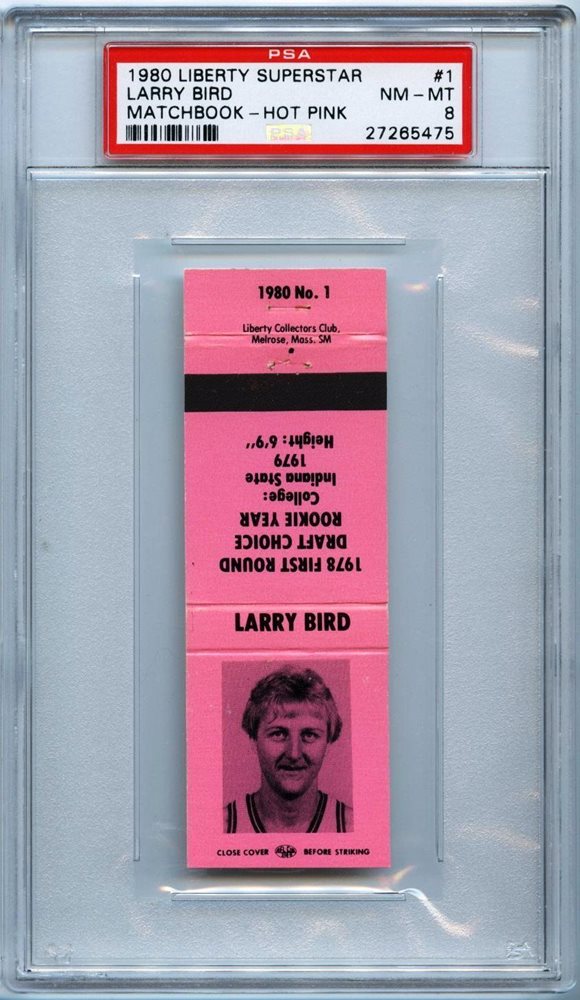 PSA
1980 LIBERTY SUPERSTAR #1
LARRY BIRD NM - MT
MATCHBOOK - HOT PINK 8
PSA 27265475
1980 No. 1
Liberty Collectors Club,
Melrose, Mass. SM
1978 FIRST ROUND
DRAFT CHOICE
ROOKIE YEAR
College:
Indiana State
1979
Height: 6'9''
LARRY BIRD
CLOSE COVER BEFORE STRIKING